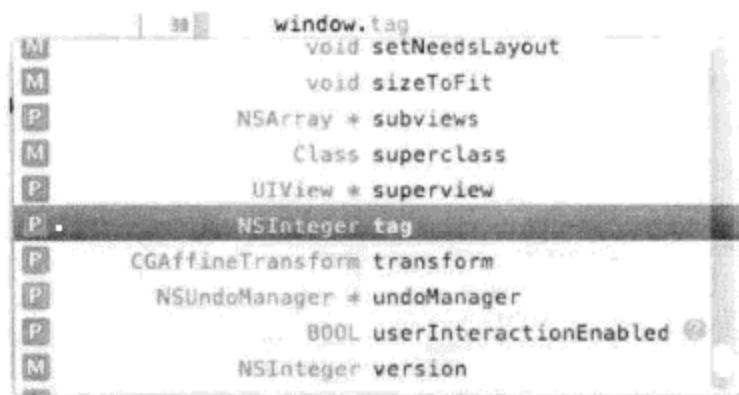 38 window.tag
M void setNeedsLayout
M void sizeToFit
P NSArray * subviews
M Class superclass
P UIView * superview
P NSInteger tag
P CGAffineTransform transform
P NSUndoManager * undoManager
P BOOL userInteractionEnabled ?
M NSInteger version